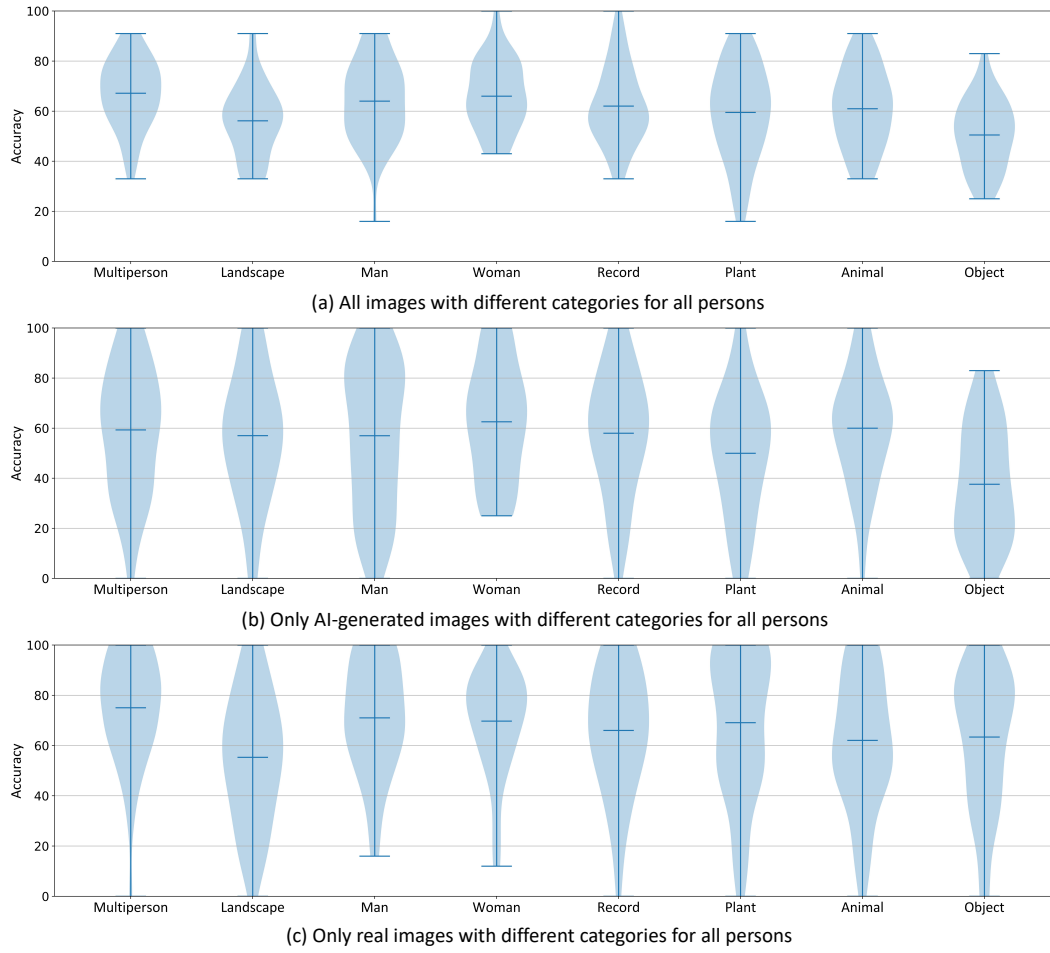 100
80
60
40
20
0
Accuracy
Multiperson Landscape Man Woman Record Plant Animal Object
(a) All images with different categories for all persons
100
80
60
40
20
0
Accuracy
Multiperson Landscape Man Woman Record Plant Animal Object
(b) Only AI-generated images with different categories for all persons
100
80
60
40
20
0
Accuracy
Multiperson Landscape Man Woman Record Plant Animal Object
(c) Only real images with different categories for all persons